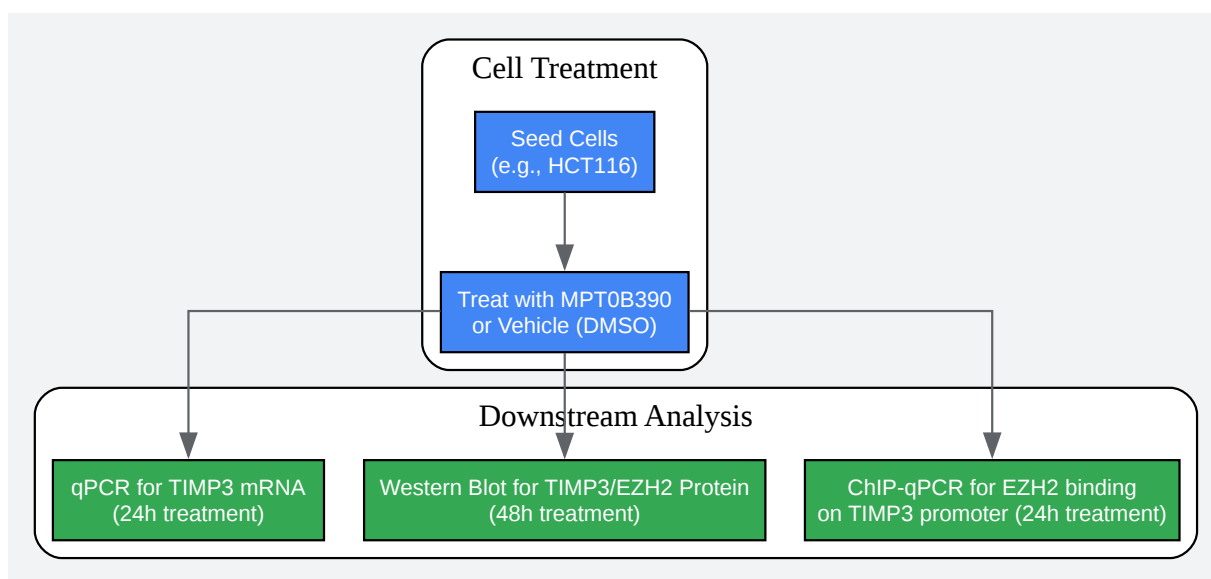 Cell Treatment
Seed Cells
(e.g., HCT116)
Treat with MPT0B390
or Vehicle (DMSO)
Downstream Analysis
qPCR for TIMP3 mRNA
(24h treatment)
Western Blot for TIMP3/EZH2 Protein
(48h treatment)
ChIP-qPCR for EZH2 binding
on TIMP3 promoter (24h treatment)